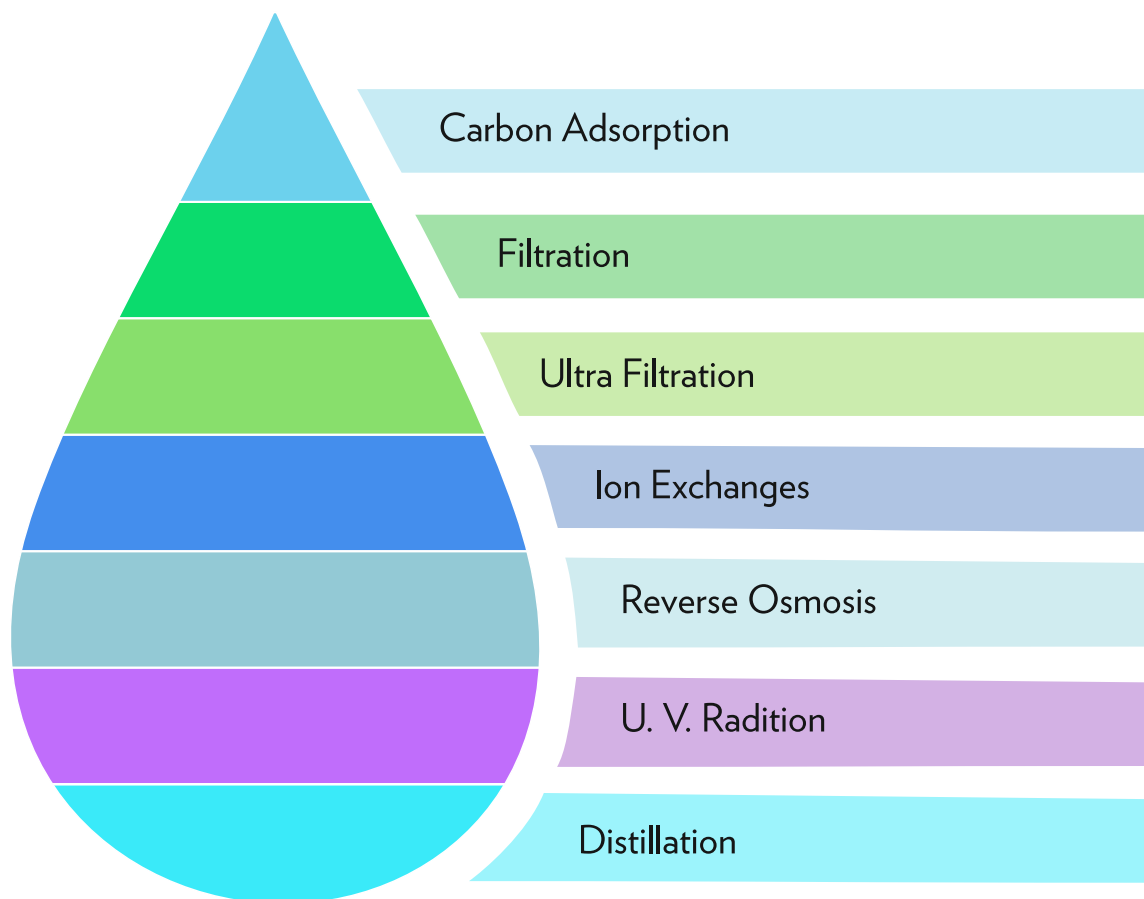 Carbon Adsorption
Filtration
Ultra Filtration
Ion Exchanges
Reverse Osmosis
U. V. Radition
Distillation